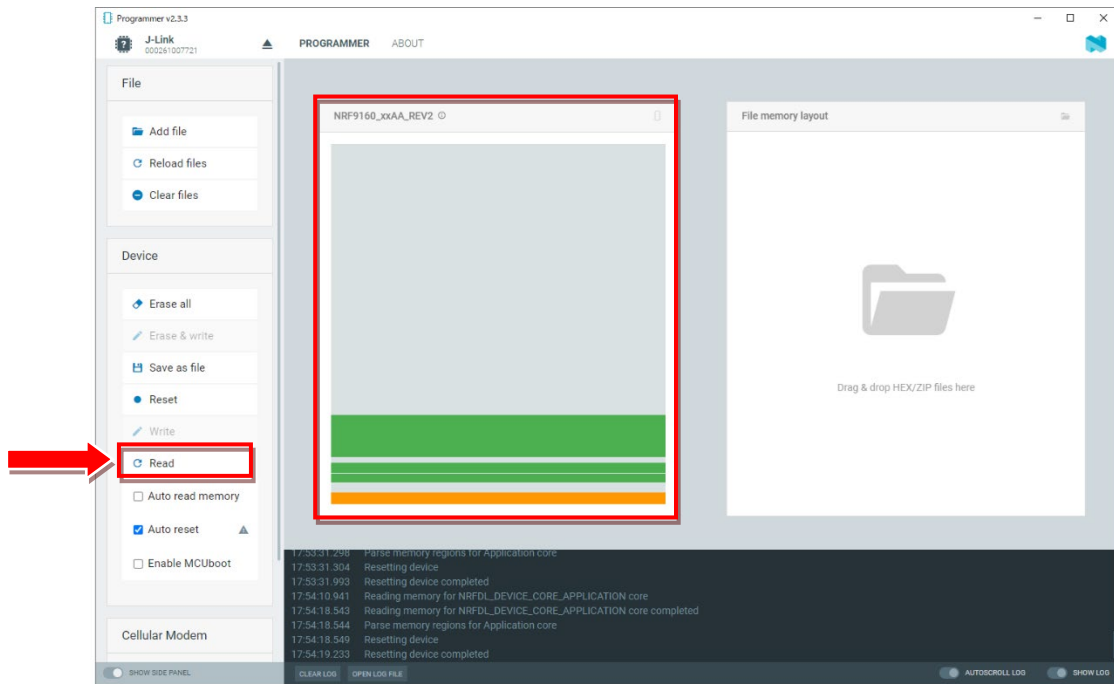 Programmer v2.3.3
J-Link
000261007721
PROGRAMMER ABOUT
File
Add file
Reload files
Clear files
Device
Erase all
Erase & write
Save as file
Reset
Write
Read
Auto read memory
Auto reset
Enable MCUboot
Cellular Modem
SHOW SIDE PANEL
NRF9160_xxAA_REV2
File memory layout
Drag & drop HEX/ZIP files here
17:53:31.298 Parse memory regions for Application core
17:53:31.304 Resetting device
17:53:31.993 Resetting device completed
17:54:10.941 Reading memory for NRFDL_DEVICE_CORE_APPLICATION core
17:54:18.543 Reading memory for NRFDL_DEVICE_CORE_APPLICATION core completed
17:54:18.544 Parse memory regions for Application core
17:54:18.549 Resetting device
17:54:19.233 Resetting device completed
CLEAR LOG OPEN LOG FILE AUTOSCROLL LOG SHOW LOG